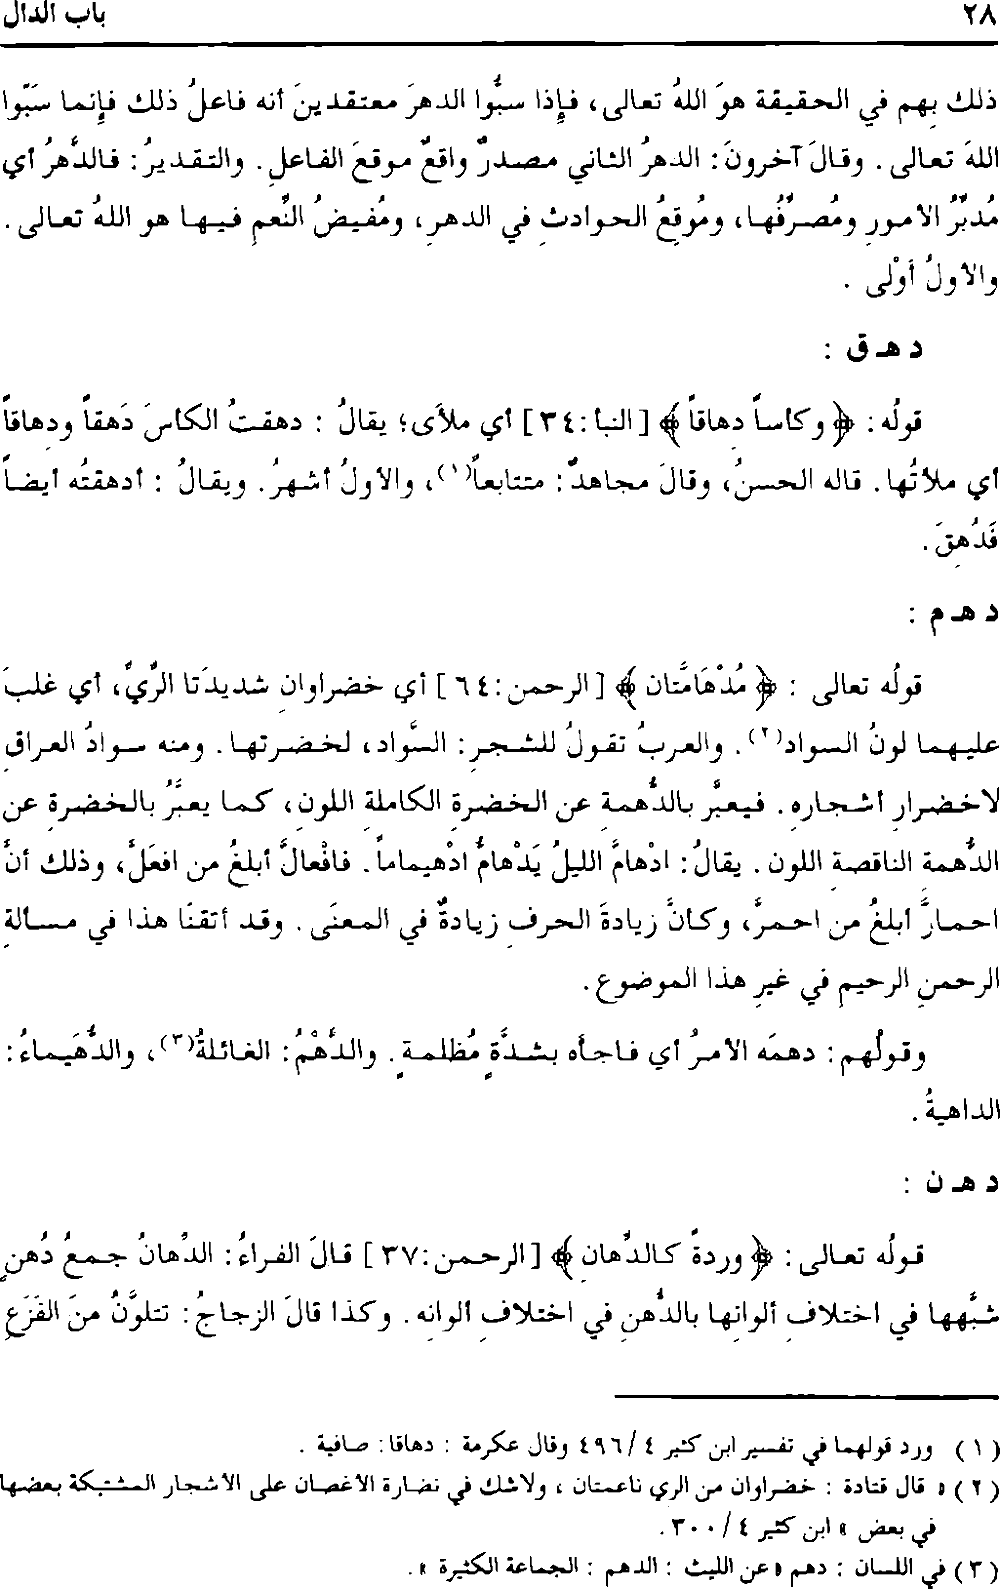 ٢٨ باب الدال
ذلك بِهم في الحقيقة هوَ اللهُ تعالى، فإِذا سبُّوا الدهرَ معتقدينَ أنه فاعلُ ذلك فإِنما سَبّوا
اللهَ تعالى. وقالَ آخرونَ: الدهرُ الثاني مصدرٌ واقعٌ موقعَ الفاعلِ. والتقديرُ: فالدَّهرُ أي
مُدبِّرُ الأمورِ ومُصرِّفُها، ومُوقِعُ الحوادثِ في الدهرِ، ومُفيضُ النِّعمِ فيها هو اللهُ تعالى.
والأولُ أَوْلى .
د هـ ق :
قولُه: ﴿وكأساً دهاقاً﴾ [النبأ:٣٤] أي ملأَى؛ يقالُ : دهقتُ الكأسَ دَهقاً ودهاقاً
أي ملأتُها. قاله الحسنُ، وقالَ مجاهدٌ: متتابعاً(١)، والأولُ أشهرُ. ويقالُ : أدهقتُه أيضاً
فَدُهِقَ.
د هـ م :
قولُه تعالى : ﴿مُدْهَامَّتَان﴾ [الرحمن:٦٤] أي خضراوانِ شديدَتا الرِّيِّ، أي غلبَ
عليهما لونُ السواد(٢). والعربُ تقولُ للشجرِ: السَّواد، لخضرتها. ومنه سوادُ العراقِ
لاخضرارِ أشجاره. فيعبَّر بالدُّهمة عن الخضرة الكاملةِ اللون، كما يعبَّرُ بالخضرة عن
الدُّهمة الناقصةِ اللون. يقالُ: ادْهامَّ الليلُ يَدْهامُّ ادْهيماماً. فافْعالَّ أبلغُ من افعَلَّ، وذلك أنَّ
احمارَّ أبلغُ من احمرَّ، وكأنَّ زيادةَ الحرفِ زيادةٌ في المعنَى. وقد أتقنَّا هذا في مسألةِ
الرحمنِ الرحيمِ في غيرِ هذا الموضوع.
وقولُهم: دهمَه الأمرُ أي فاجأه بشدَّةٍ مُظلمةٍ. والدَّهْمُ: الغائلةُ(٣)، والدُّهَيماءُ:
الداهيةُ.
د هـ ن :
قولُه تعالى: ﴿وردةً كالدِّهانِ﴾ [الرحمن:٣٧] قالَ الفراءُ: الدِّهانُ جمعُ دُهنٍ
شبَّهها في اختلافِ ألوانِها بالدُّهنِ في اختلافِ ألوانِه. وكذا قالَ الزجاجُ: تتلوَّنُ منَ الفَزَعِ
(١) ورد قولهما في تفسير ابن كثير ٤٩٦/٤ وقال عكرمة : دهاقا: صافية .
(٢) « قال قتادة : خضراوان من الري ناعمتان ، ولاشك في نضارة الأغصان على الأشجار المشتبكة بعضها
في بعض » ابن كثير ٣٠٠/٤.
(٣) في اللسان : دهم « عن الليث : الدهم : الجماعة الكثيرة ».